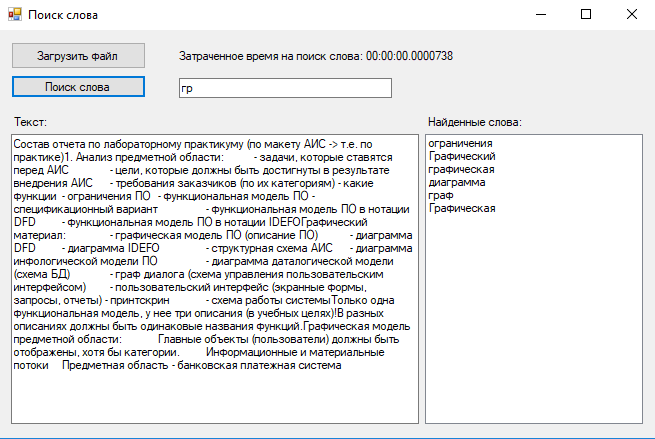 Поиск слова
Загрузить файл
Затраченное время на поиск слова: 00:00:00.0000738
Поиск слова
гр
Текст:
Состав отчета по лабораторному практикуму (по макету АИС -> т.е. по
практике)1. Анализ предметной области: - задачи, которые ставятся
перед АИС - цели, которые должны быть достигнуты в результате
внедрения АИС - требования заказчиков (по их категориям) - какие
функции - ограничения ПО - функциональная модель ПО -
спецификационный вариант - функциональная модель ПО в нотации
DFD - функциональная модель ПО в нотации IDEFOГрафический
материал: - графическая модель ПО (описание ПО) - диаграмма
DFD - диаграмма IDEFO - структурная схема АИС - диаграмма
инфологической модели ПО - диаграмма даталогической модели
(схема БД) - граф диалога (схема управления пользовательским
интерфейсом) - пользовательский интерфейс (экранные формы,
запросы, отчеты) - принтскрин - схема работы системыТолько одна
функциональная модель, у нее три описания (в учебных целях)!В разных
описаниях должны быть одинаковые названия функций.Графическая модель
предметной области: Главные объекты (пользователи) должны быть
отображены, хотя бы категории. Информационные и материальные
потоки Предметная область - банковская платежная система
Найденные слова:
ограничения
Графический
графическая
диаграмма
граф
Графическая